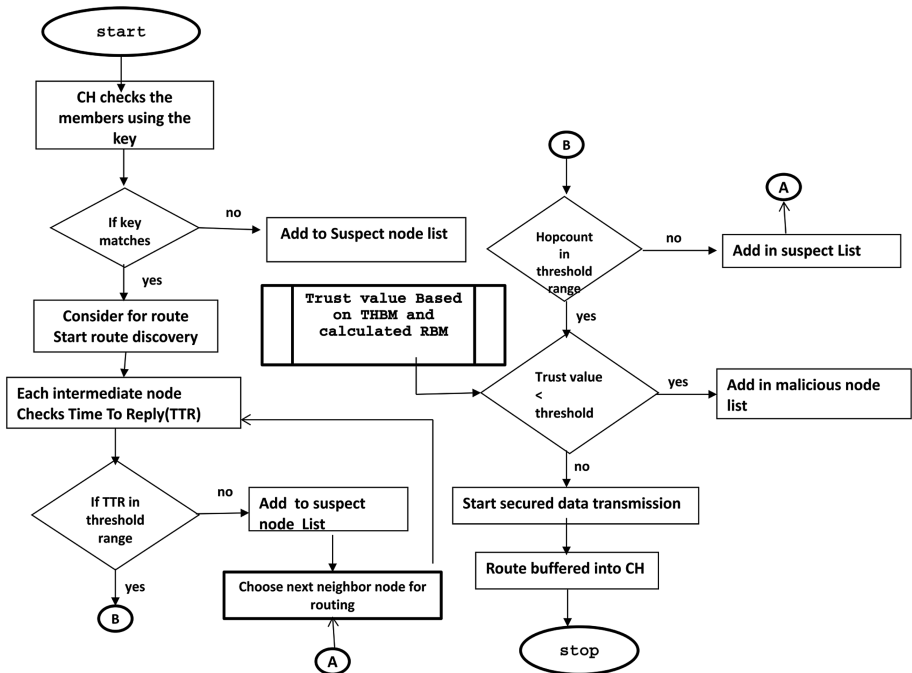 start
CH checks the
members using the
key
If key
matches
no
Add to Suspect node list
yes
Consider for route
Start route discovery
Each intermediate node
Checks Time To Reply(TTR)
If TTR in
threshold
range
no
Add to suspect
node List
yes
B
Choose next neighbor node for
routing
A
Trust value Based
on THBM and
calculated RBM
B
Hopcount
in
threshold
range
no
Add in suspect List
A
yes
Trust value
<
threshold
yes
Add in malicious node
list
no
Start secured data transmission
Route buffered into CH
stop